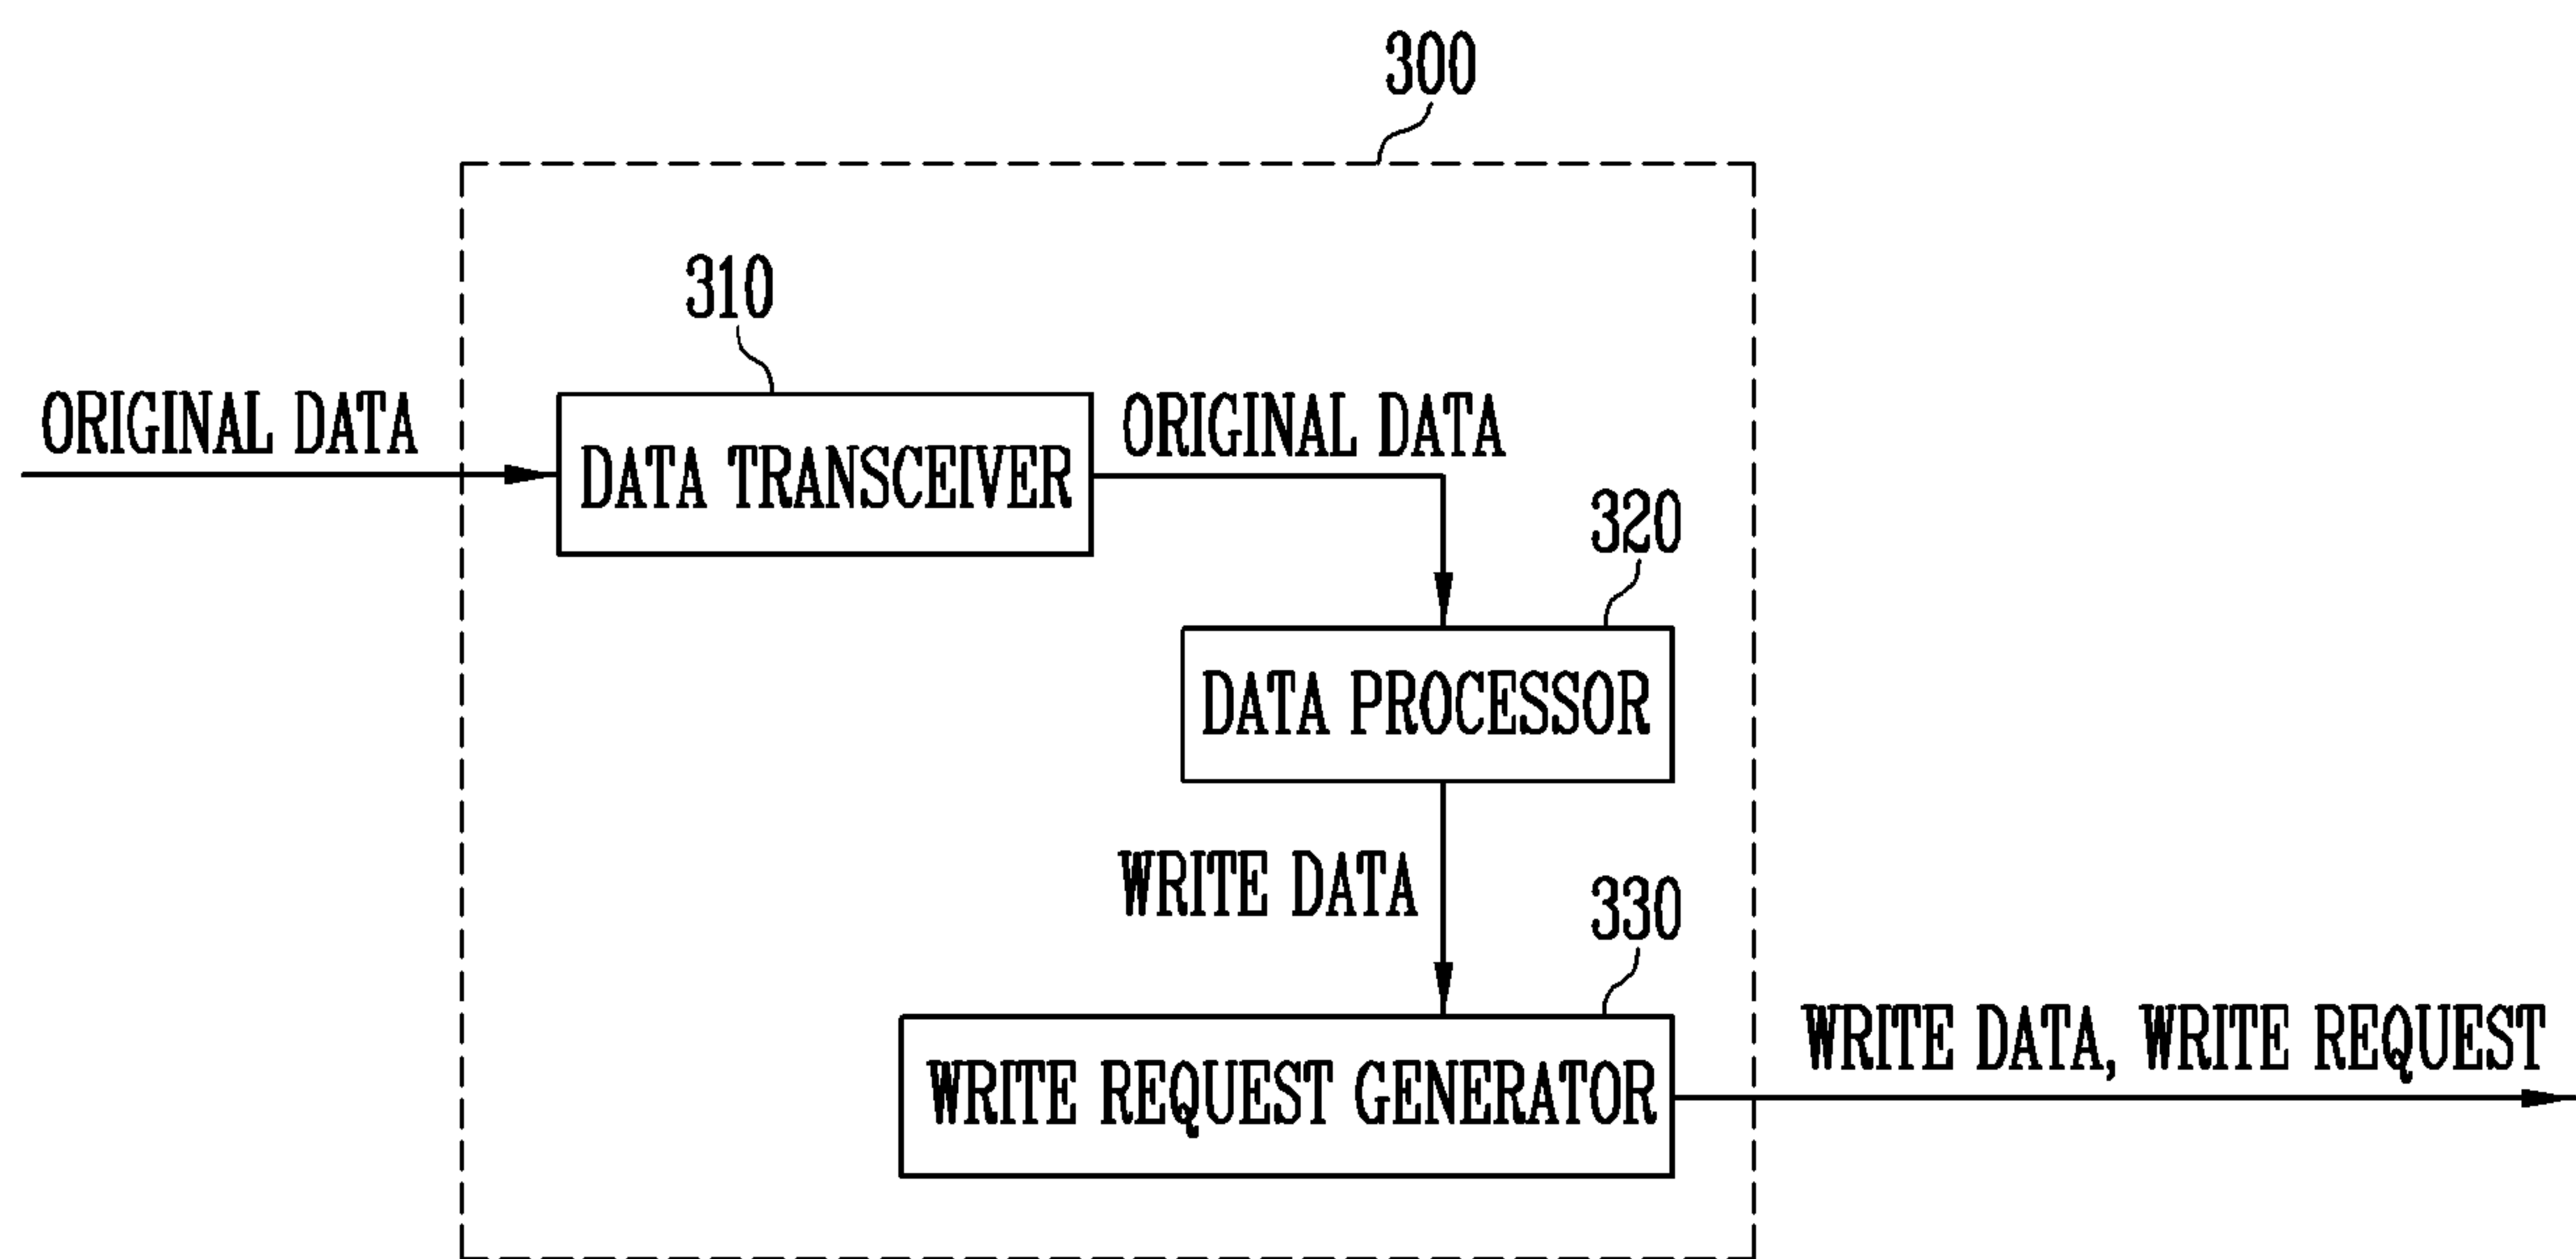 300
310
ORIGINAL DATA
DATA TRANSCEIVER
ORIGINAL DATA
320
DATA PROCESSOR
WRITE DATA
330
WRITE REQUEST GENERATOR
WRITE DATA, WRITE REQUEST